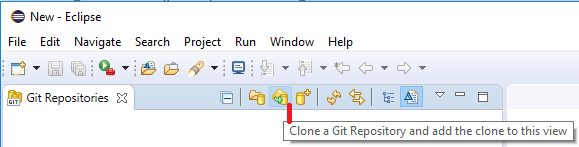 New - Eclipse
File Edit Navigate Search Project Run Window Help
GIT Git Repositories
Clone a Git Repository and add the clone to this view